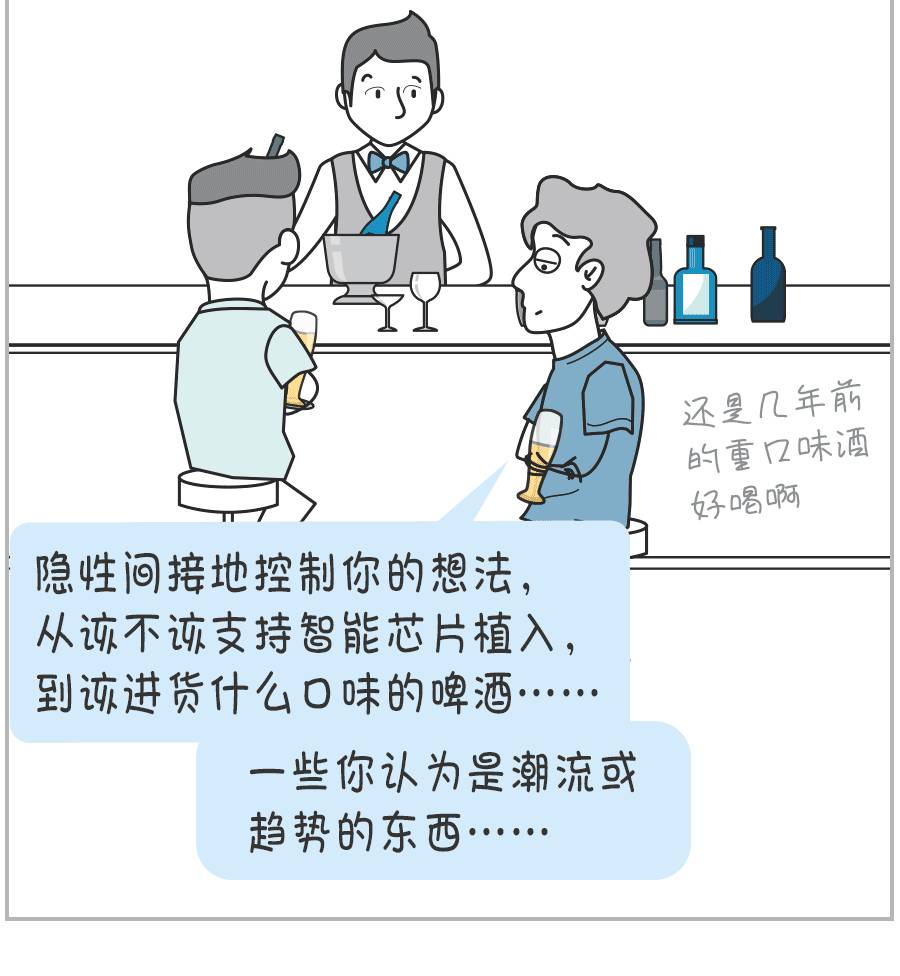 还是几年前
的重口味酒
好喝啊
隐性间接地控制你的想法，
从该不该支持智能芯片植入，
到该进货什么口味的啤酒……
一些你认为是潮流或
趋势的东西……